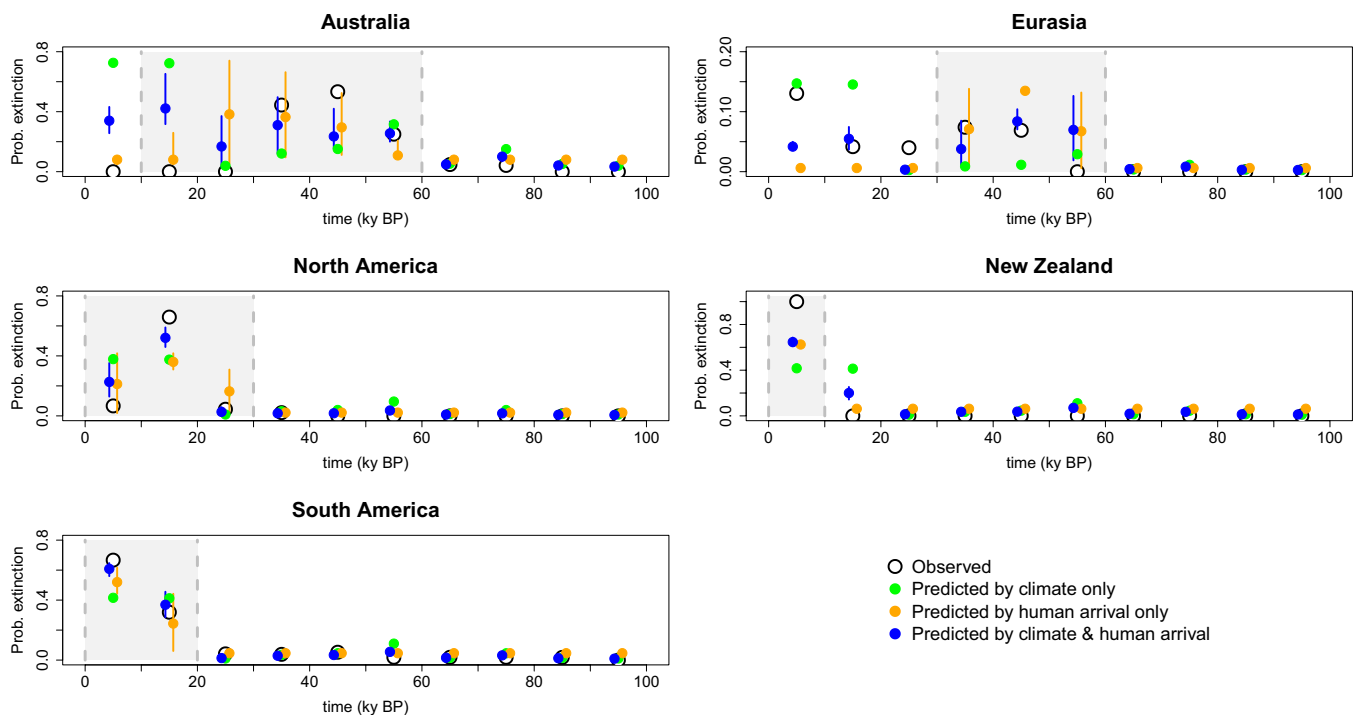 Australia
Prob. extinction
0.0 0.4 0.8
0 20 40 60 80 100
time (ky BP)
Eurasia
Prob. extinction
0.00 0.10 0.20
0 20 40 60 80 100
time (ky BP)
North America
Prob. extinction
0.0 0.4 0.8
0 20 40 60 80 100
time (ky BP)
New Zealand
Prob. extinction
0.0 0.4 0.8
0 20 40 60 80 100
time (ky BP)
South America
Prob. extinction
0.0 0.4 0.8
0 20 40 60 80 100
time (ky BP)
Observed
Predicted by climate only
Predicted by human arrival only
Predicted by climate & human arrival